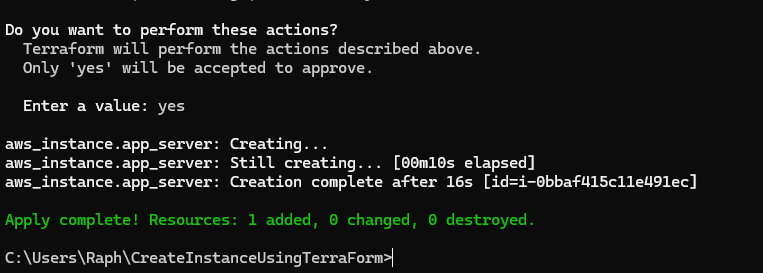 Do you want to perform these actions?
Terraform will perform the actions described above.
Only 'yes' will be accepted to approve.
Enter a value: yes
aws_instance.app_server: Creating...
aws_instance.app_server: Still creating... [00m10s elapsed]
aws_instance.app_server: Creation complete after 16s [id=i-0bbaf415c11e491ec]
Apply complete! Resources: 1 added, 0 changed, 0 destroyed.
C:\Users\Raph\CreateInstanceUsingTerraForm>